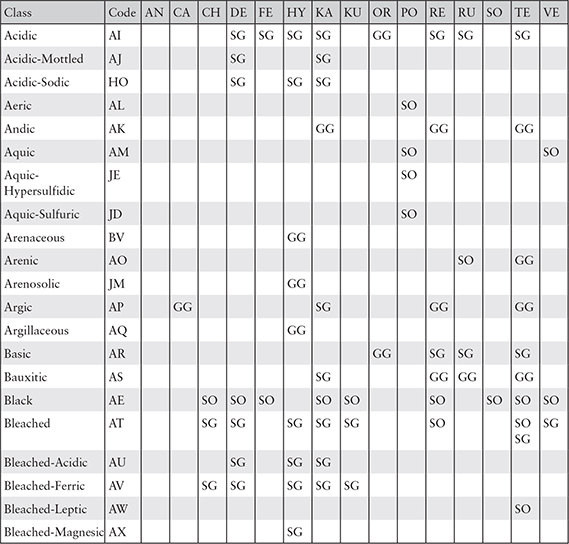 Class Code AN CA CH DE FE HY KA KU OR PO RE RU SO TE VE
Acidic AI SG SG SG SG GG SG SG SG
Acidic-Mottled AJ SG SG
Acidic-Sodic HO SG SG SG
Aeric AL SO
Andic AK GG GG GG
Aquic AM SO SO
Aquic- JE SO
Hypersulfidic
Aquic-Sulfuric JD SO
Arenaceous BV GG
Arenic AO SO GG
Arenosolic JM GG
Argic AP GG SG GG GG
Argillaceous AQ GG
Basic AR GG SG SG SG
Bauxitic AS SG GG GG GG
Black AE SO SO SO SO SO SO SO SO SO
Bleached AT SG SG SG SG SG SO SO SG
SG
Bleached-Acidic AU SG SG SG
Bleached-Ferric AV SG SG SG SG SG
Bleached-Leptic AW SO
Bleached-Magnesic AX SG